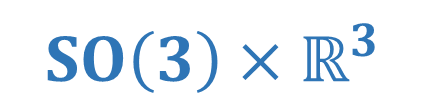 SO(3) × ℝ³